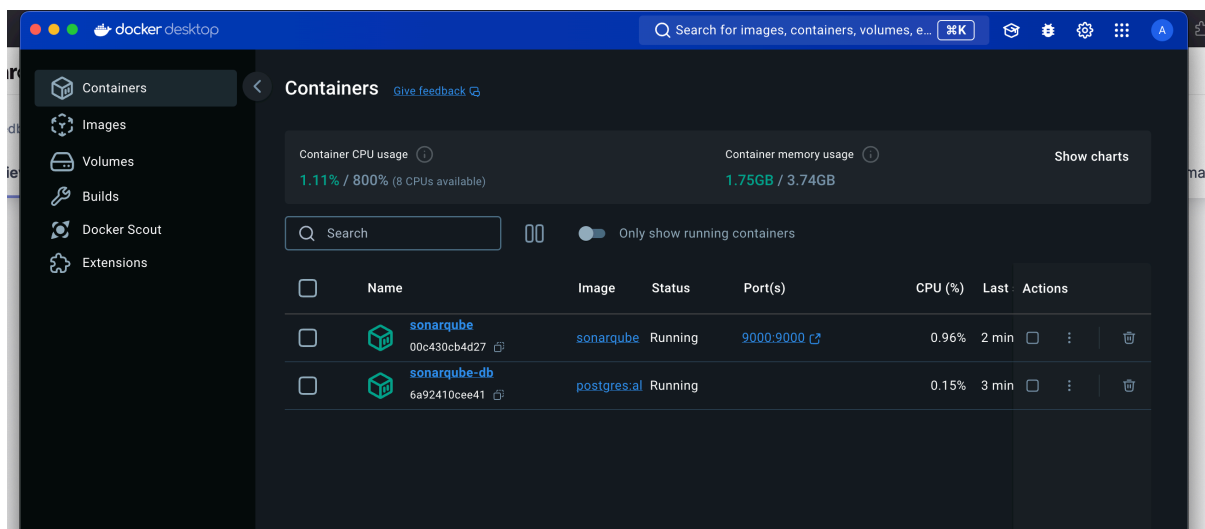 docker desktop
Search for images, containers, volumes, e... ⌘K
A
Containers
Images
Volumes
Builds
Docker Scout
Extensions
Containers Give feedback
Container CPU usage
1.11% / 800% (8 CPUs available)
Container memory usage
1.75GB / 3.74GB
Show charts
Search
Only show running containers
Name Image Status Port(s) CPU (%) Last Actions
sonarqube
00c430cb4d27
sonarqube Running 9000:9000 0.96% 2 min
sonarqube-db
6a92410cee41
postgres:al Running 0.15% 3 min